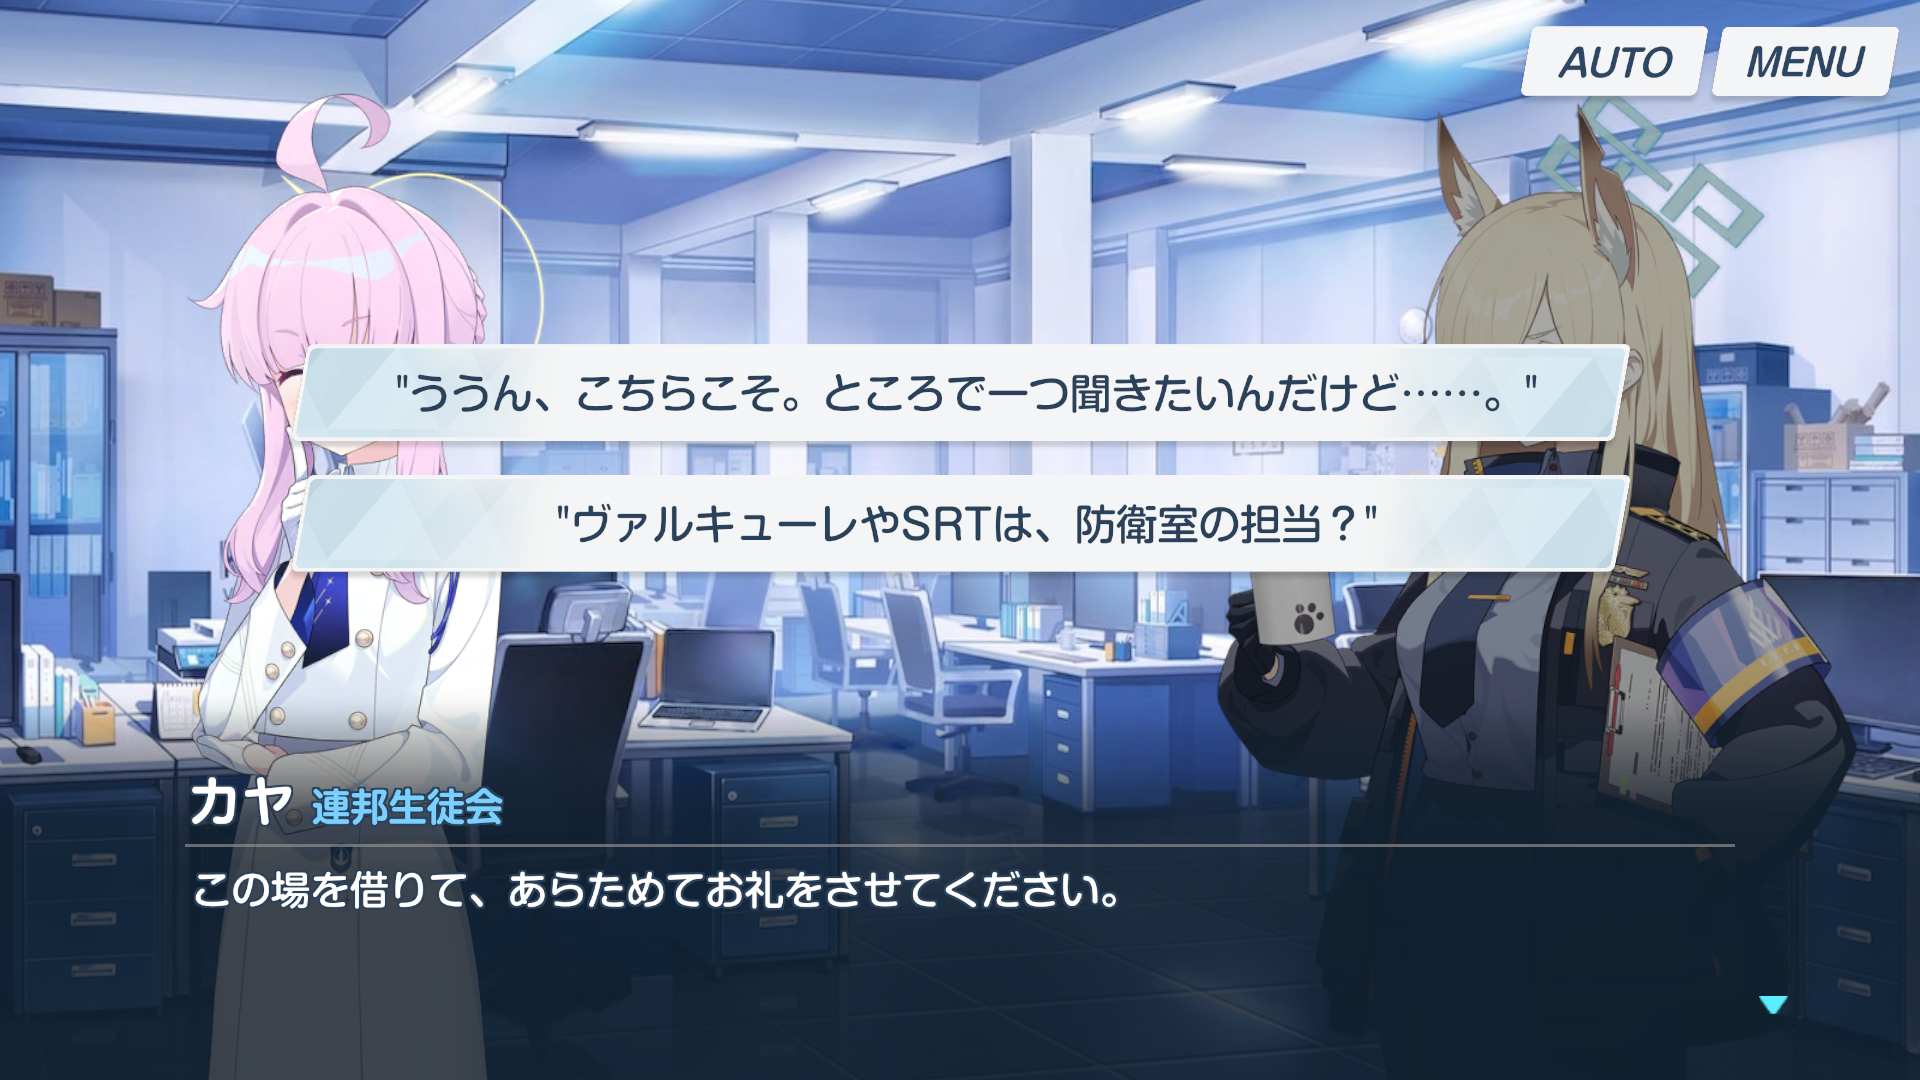 AUTO
MENU
"ううん、こちらこそ。ところで一つ聞きたいんだけど……。"
"ヴァルキューレやSRTは、防衛室の担当？"
カヤ 連邦生徒会
この場を借りて、あらためてお礼をさせてください。